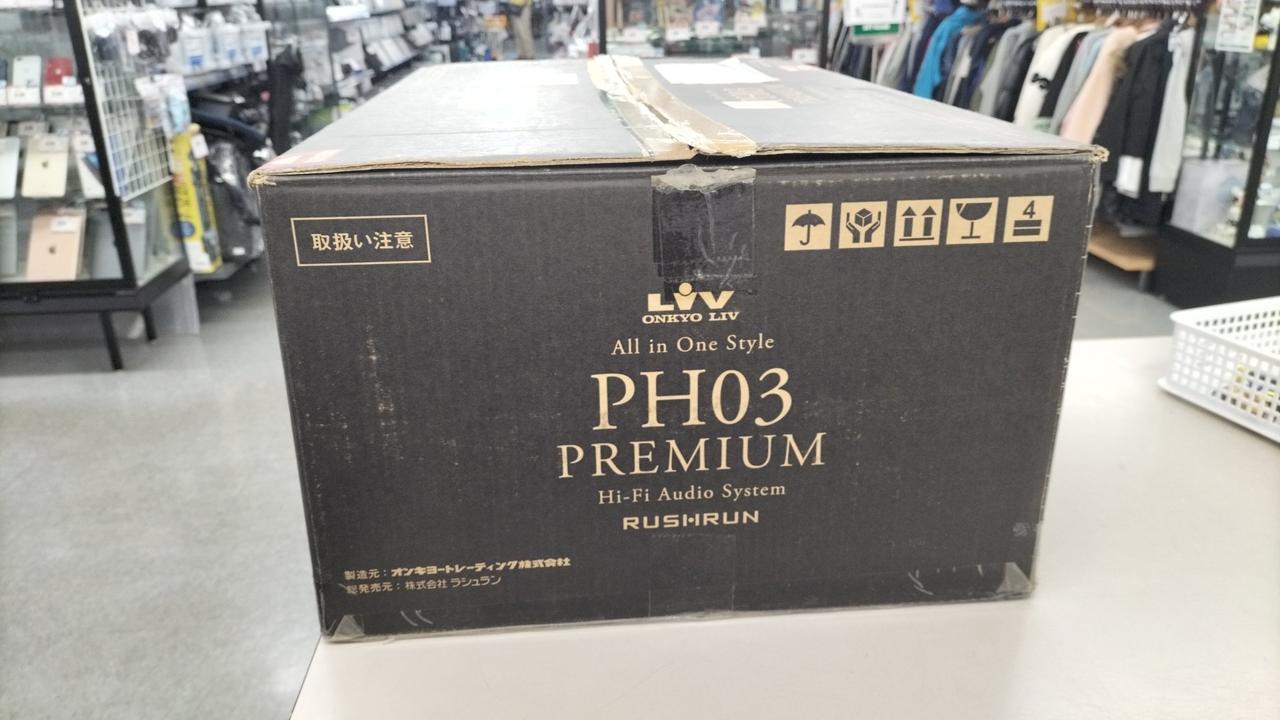 取扱い注意
4
LIV
ONKYO LIV
All in One Style
PH03
PREMIUM
Hi-Fi Audio System
RUSHRUN
製造元：オンキヨートレーディング株式会社
総発売元：株式会社 ラシュラン